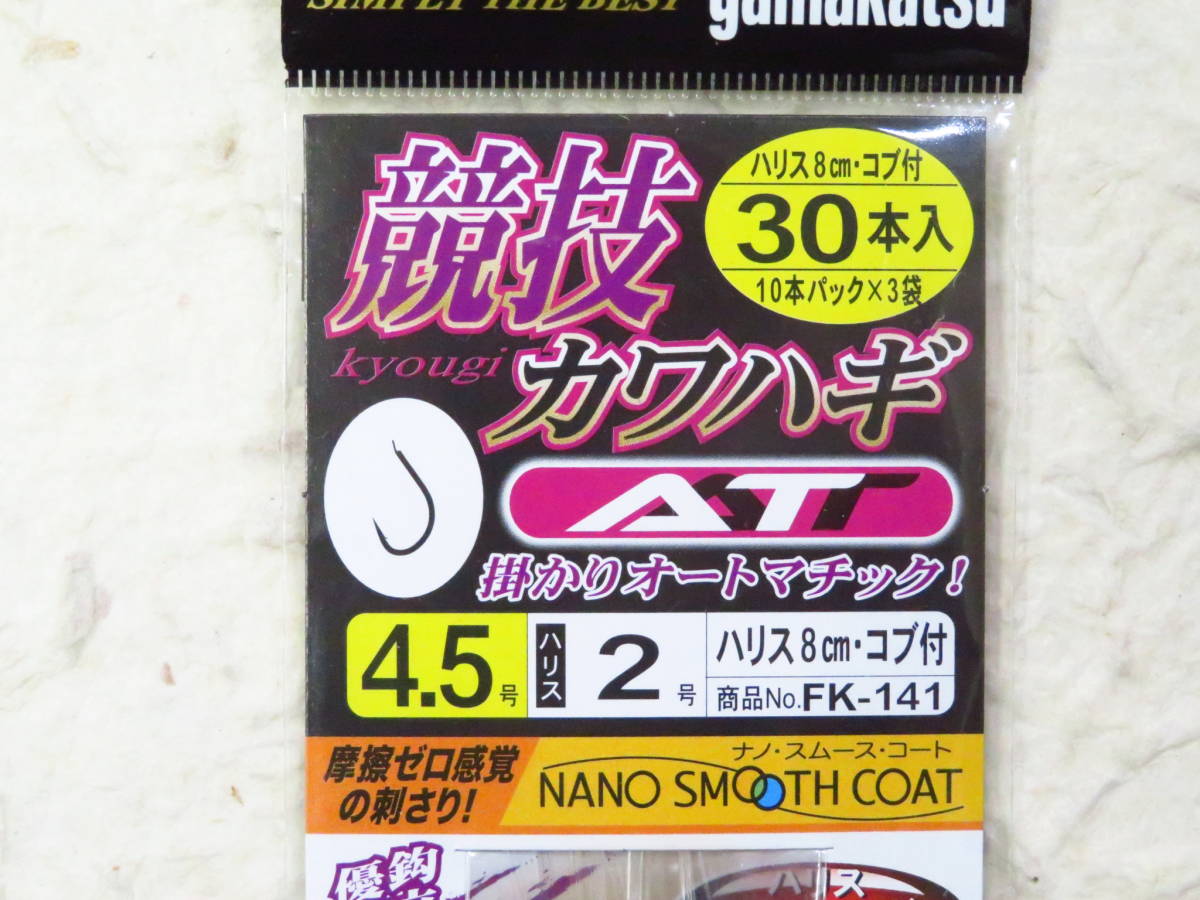 SIMPLY THE BEST
gamakatsu
ハリス8cm・コブ付
30本入
10本パック×3袋
競技
kyougi
カワハギ
AT
掛かりオートマチック!
4.5号
ハリス 2号
ハリス8cm・コブ付
商品No.FK-141
摩擦ゼロ感覚
の刺さり!
ナノ・スムース・コート
NANO SMOOTH COAT
ハリス